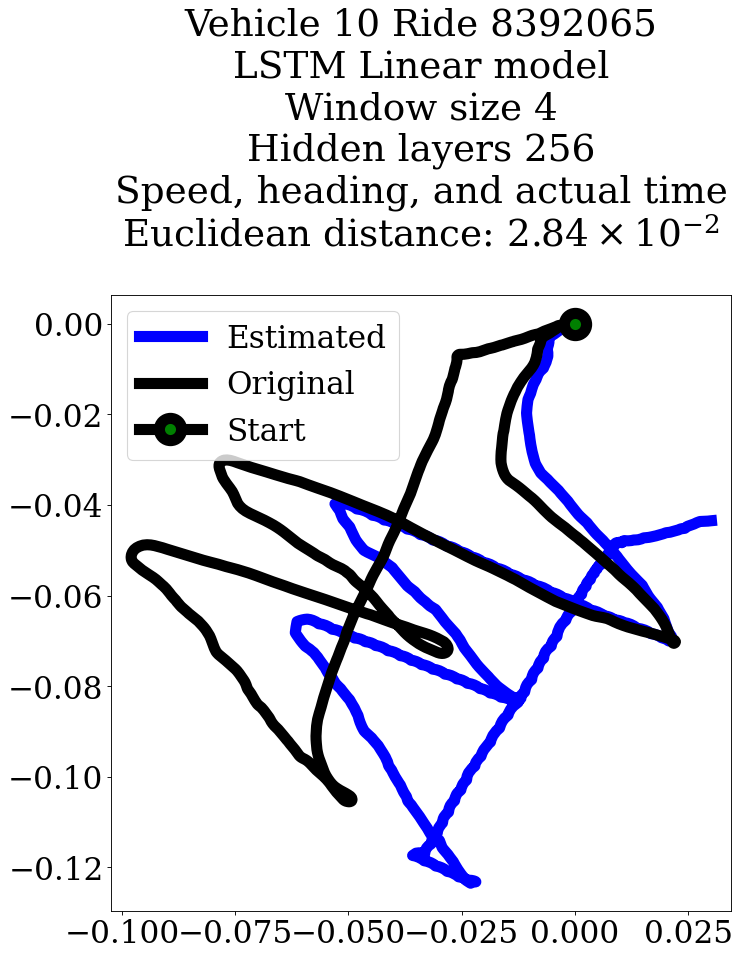 Vehicle 10 Ride 8392065
LSTM Linear model
Window size 4
Hidden layers 256
Speed, heading, and actual time
Euclidean distance: 2.84 × 10⁻²
Estimated
Original
Start
0.00
−0.02
−0.04
−0.06
−0.08
−0.10
−0.12
−0.100 −0.075 −0.050 −0.025 0.000 0.025